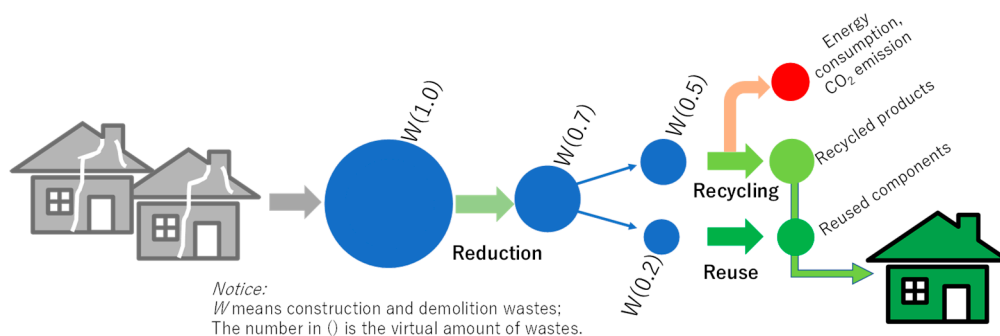 Energy
consumption,
CO₂ emission
W(1.0)
W(0.7)
W(0.5)
Recycled products
Recycling
Reused components
Reduction
W(0.2)
Reuse
Notice:
W means construction and demolition wastes;
The number in () is the virtual amount of wastes.